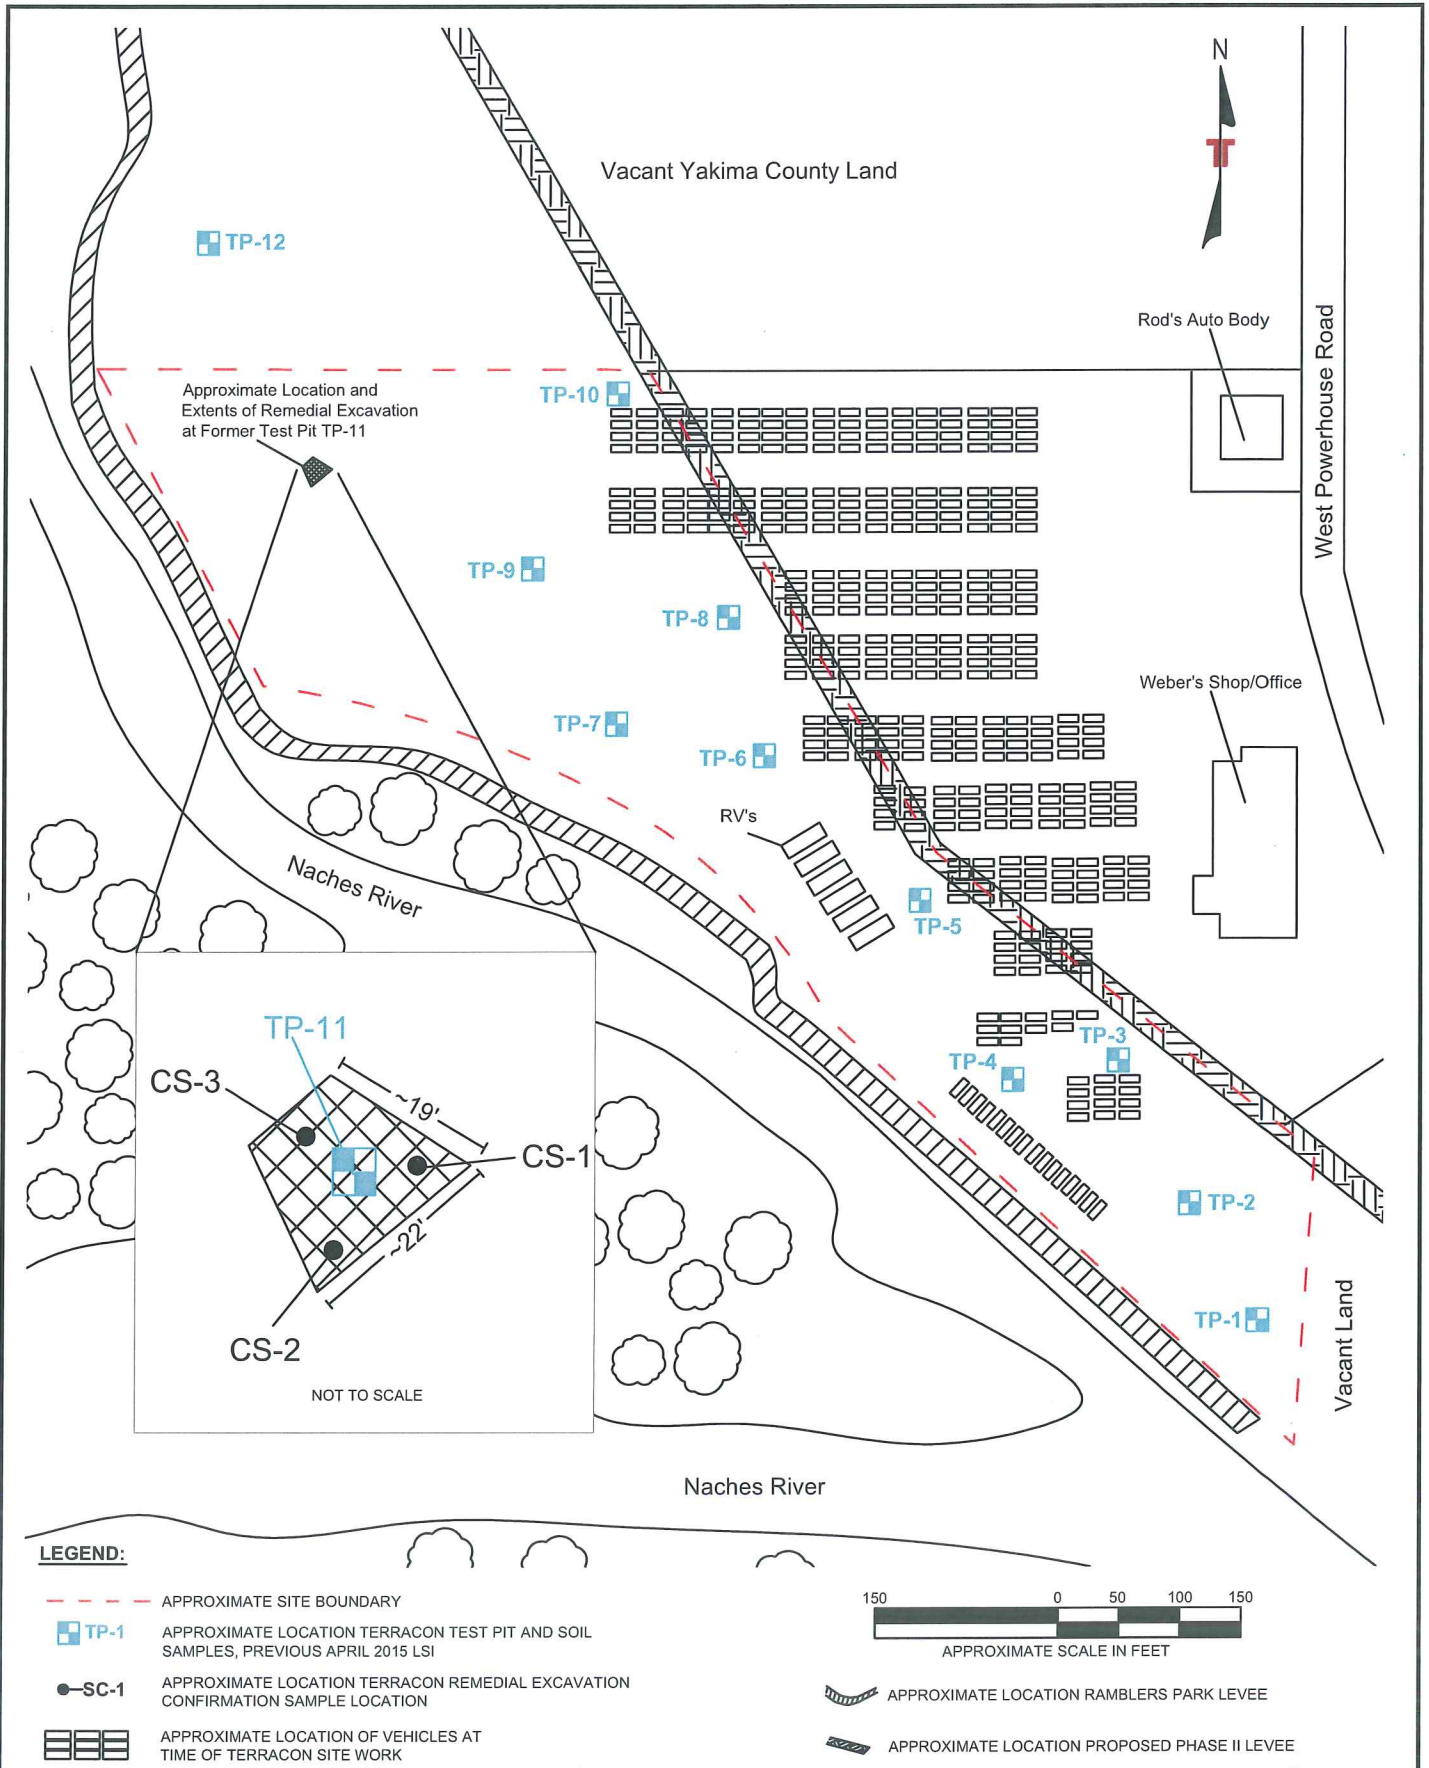 N
Vacant Yakima County Land
TP-12
Rod's Auto Body
West Powerhouse Road
Approximate Location and
Extents of Remedial Excavation
at Former Test Pit TP-11
TP-10
TP-9
TP-8
Weber's Shop/Office
TP-7
TP-6
RV's
Naches River
TP-5
TP-11
TP-3
TP-4
CS-3
~19'
CS-1
TP-2
~22'
CS-2
TP-1
Vacant Land
NOT TO SCALE
Naches River
LEGEND:
APPROXIMATE SITE BOUNDARY
TP-1
APPROXIMATE LOCATION TERRACON TEST PIT AND SOIL
SAMPLES, PREVIOUS APRIL 2015 LSI
SC-1
APPROXIMATE LOCATION TERRACON REMEDIAL EXCAVATION
CONFIRMATION SAMPLE LOCATION
APPROXIMATE LOCATION OF VEHICLES AT
TIME OF TERRACON SITE WORK
150 0 50 100 150
APPROXIMATE SCALE IN FEET
APPROXIMATE LOCATION RAMBLERS PARK LEVEE
APPROXIMATE LOCATION PROPOSED PHASE II LEVEE